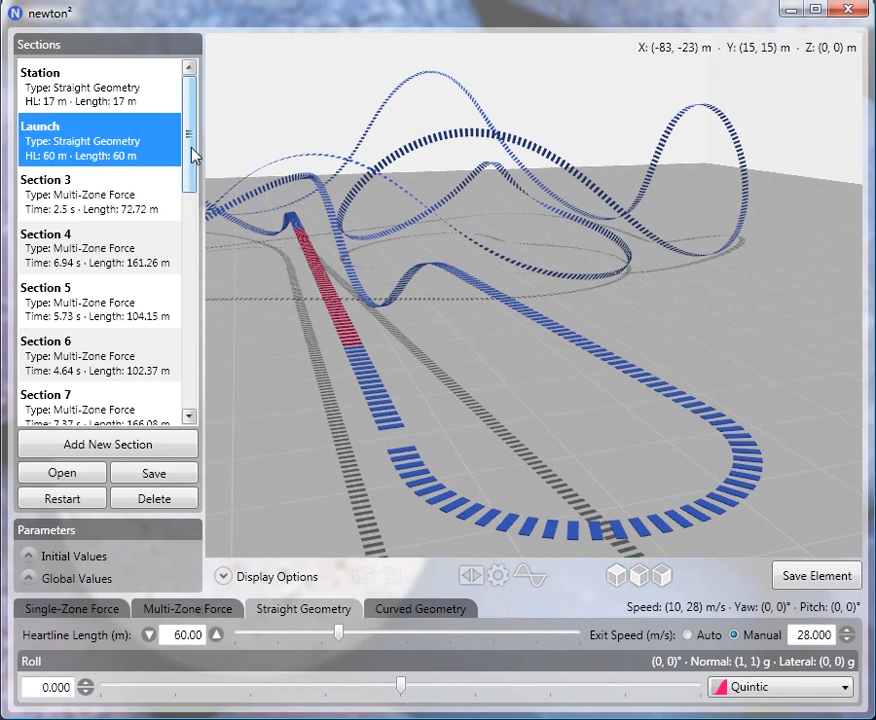 newton²
Sections
X: (-83, -23) m · Y: (15, 15) m · Z: (0, 0) m
Station
Type: Straight Geometry
HL: 17 m · Length: 17 m
Launch
Type: Straight Geometry
HL: 60 m · Length: 60 m
Section 3
Type: Multi-Zone Force
Time: 2.5 s · Length: 72.72 m
Section 4
Type: Multi-Zone Force
Time: 6.94 s · Length: 161.26 m
Section 5
Type: Multi-Zone Force
Time: 5.73 s · Length: 104.15 m
Section 6
Type: Multi-Zone Force
Time: 4.64 s · Length: 102.37 m
Section 7
Type: Multi-Zone Force
Time: 7.37 s · Length: 166.08 m
Add New Section
Open Save
Restart Delete
Parameters
Initial Values
Global Values
Display Options
Save Element
Single-Zone Force Multi-Zone Force Straight Geometry Curved Geometry
Speed: (10, 28) m/s · Yaw: (0, 0)° · Pitch: (0, 0)°
Heartline Length (m): 60.00 Exit Speed (m/s): Auto Manual 28.000
Roll (0, 0)° · Normal: (1, 1) g · Lateral: (0, 0) g
0.000 Quintic